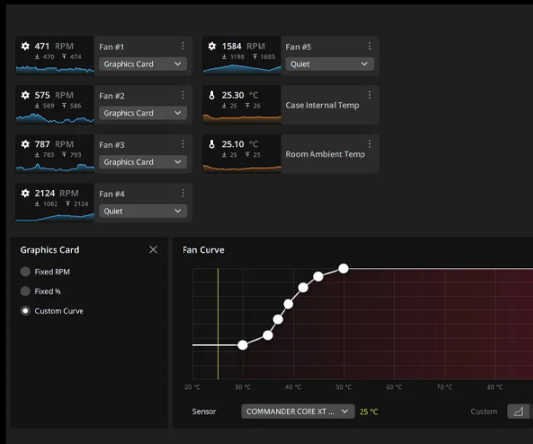 471 RPM
470 474
Fan #1
Graphics Card
1584 RPM
1198 1685
Fan #5
Quiet
575 RPM
569 586
Fan #2
Graphics Card
25.30 °C
25 26
Case Internal Temp
787 RPM
783 793
Fan #3
Graphics Card
25.10 °C
25 25
Room Ambient Temp
2124 RPM
1062 2124
Fan #4
Quiet
Graphics Card
Fixed RPM
Fixed %
Custom Curve
Fan Curve
20 °C 30 °C 40 °C 50 °C 60 °C 70 °C 80 °C
Sensor COMMANDER CORE XT ... 25 °C Custom